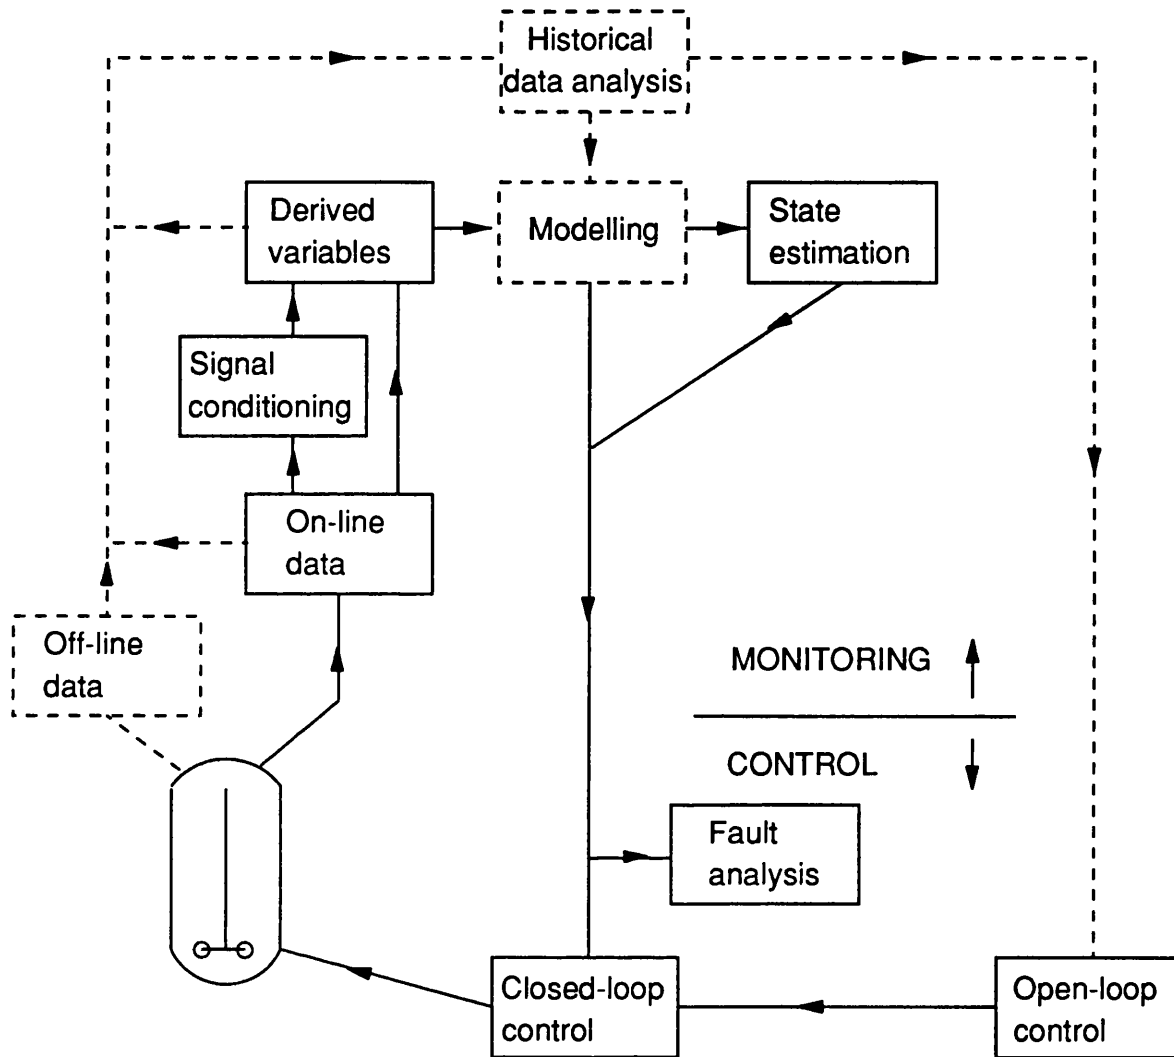 Historical
data analysis
Derived
variables
Modelling
State
estimation
Signal
conditioning
On-line
data
Off-line
data
MONITORING
CONTROL
Fault
analysis
Closed-loop
control
Open-loop
control